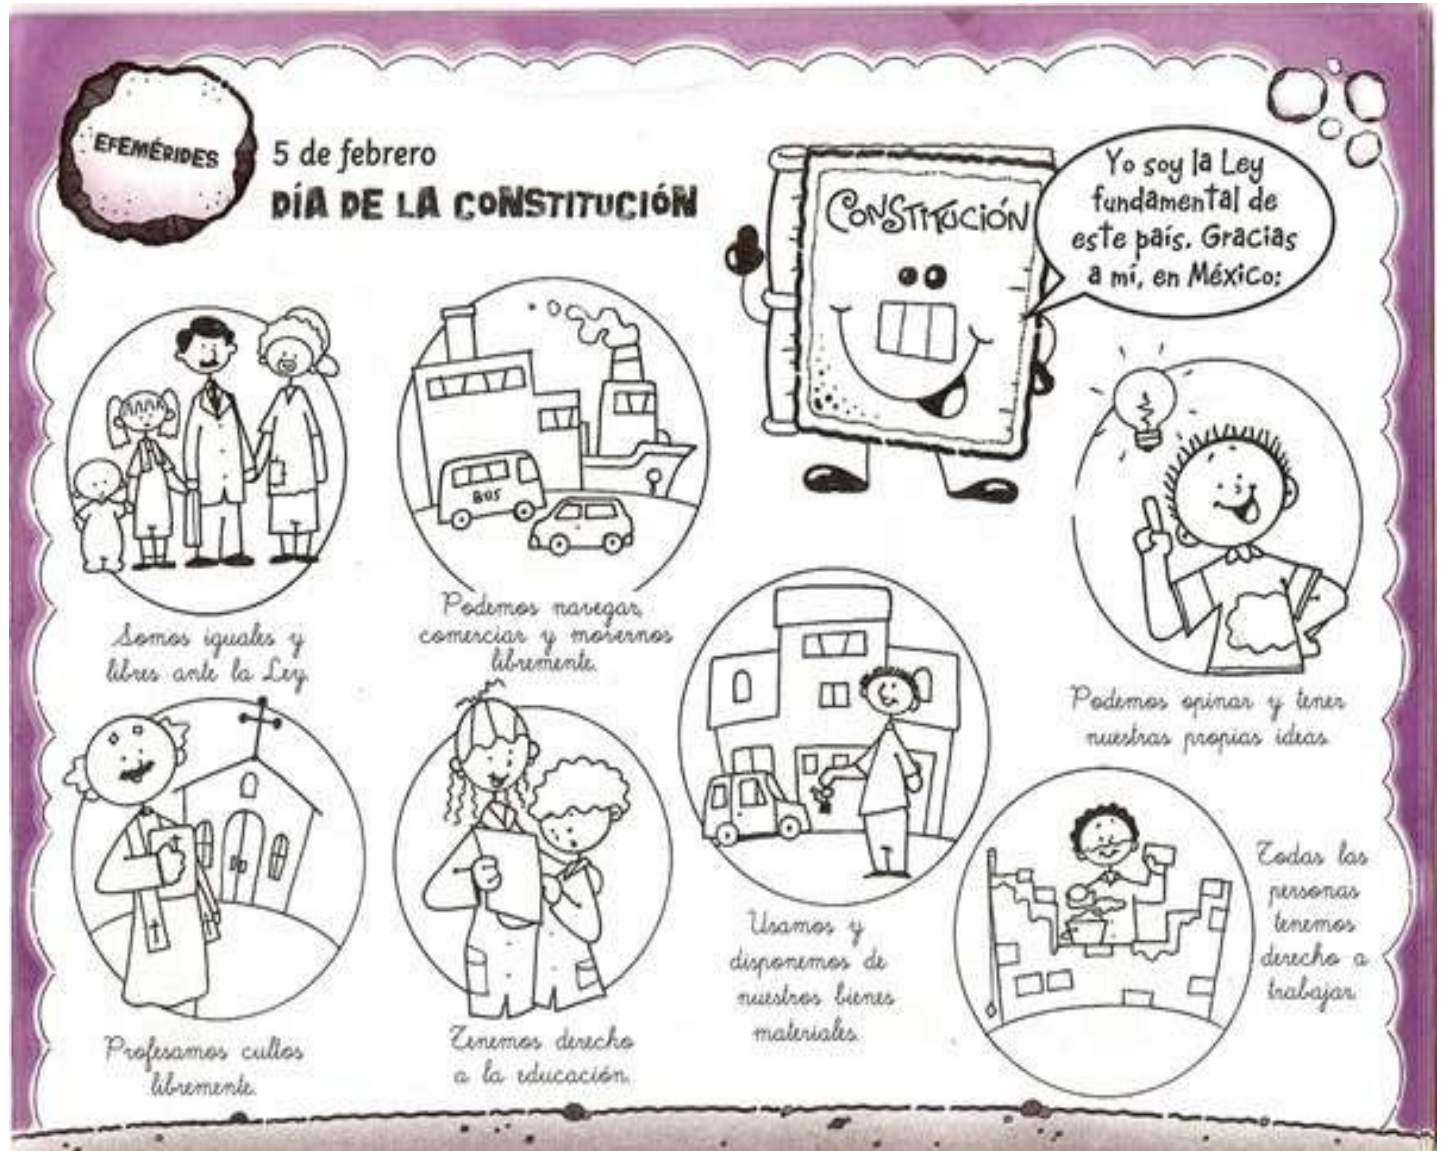 EFEMÉRIDES
5 de febrero
DÍA DE LA CONSTITUCIÓN
CONSTITUCIÓN
Yo soy la Ley
fundamental de
este país. Gracias
a mí, en México:
BUS
Somos iguales y
libres ante la Ley.
Podemos navegar,
comerciar y movernos
libremente.
Podemos opinar y tener
nuestras propias ideas.
Profesamos cultos
libremente.
Tenemos derecho
a la educación.
Usamos y
disponemos de
nuestros bienes
materiales.
Todas las
personas
tenemos
derecho a
trabajar.